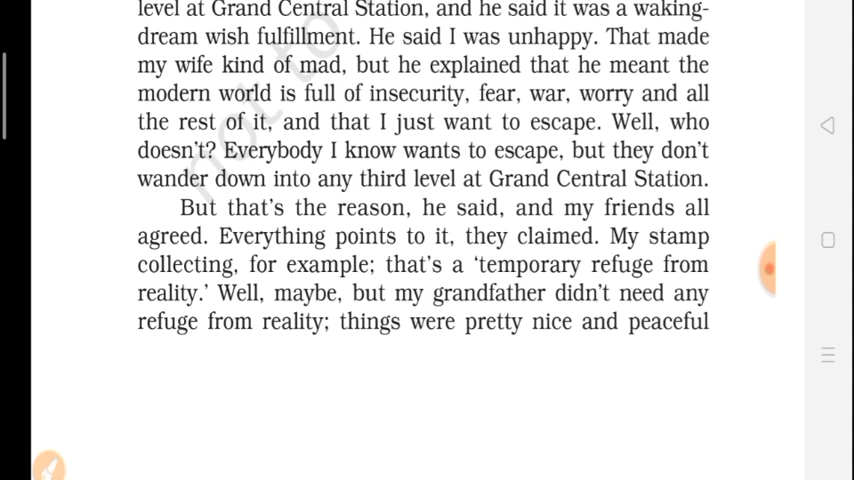 level at Grand Central Station, and he said it was a waking-
dream wish fulfillment. He said I was unhappy. That made
my wife kind of mad, but he explained that he meant the
modern world is full of insecurity, fear, war, worry and all
the rest of it, and that I just want to escape. Well, who
doesn't? Everybody I know wants to escape, but they don't
wander down into any third level at Grand Central Station.
But that's the reason, he said, and my friends all
agreed. Everything points to it, they claimed. My stamp
collecting, for example; that's a ‘temporary refuge from
reality.’ Well, maybe, but my grandfather didn't need any
refuge from reality; things were pretty nice and peaceful
not to